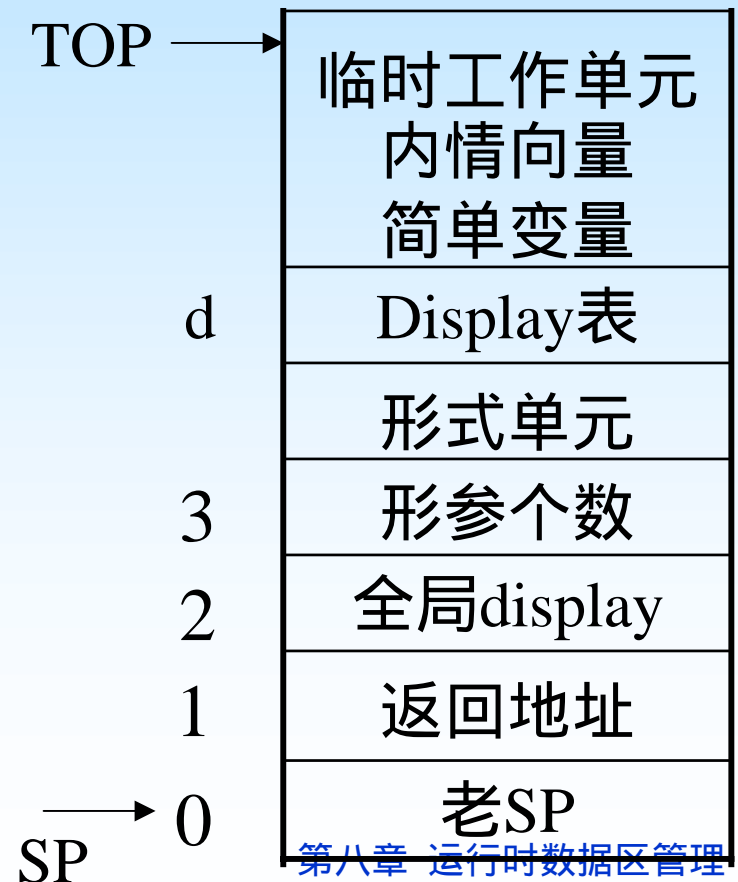 TOP
临时工作单元
内情向量
简单变量
d Display表
形式单元
3 形参个数
2 全局display
1 返回地址
0 老SP
SP
第八章 运行时数据区管理